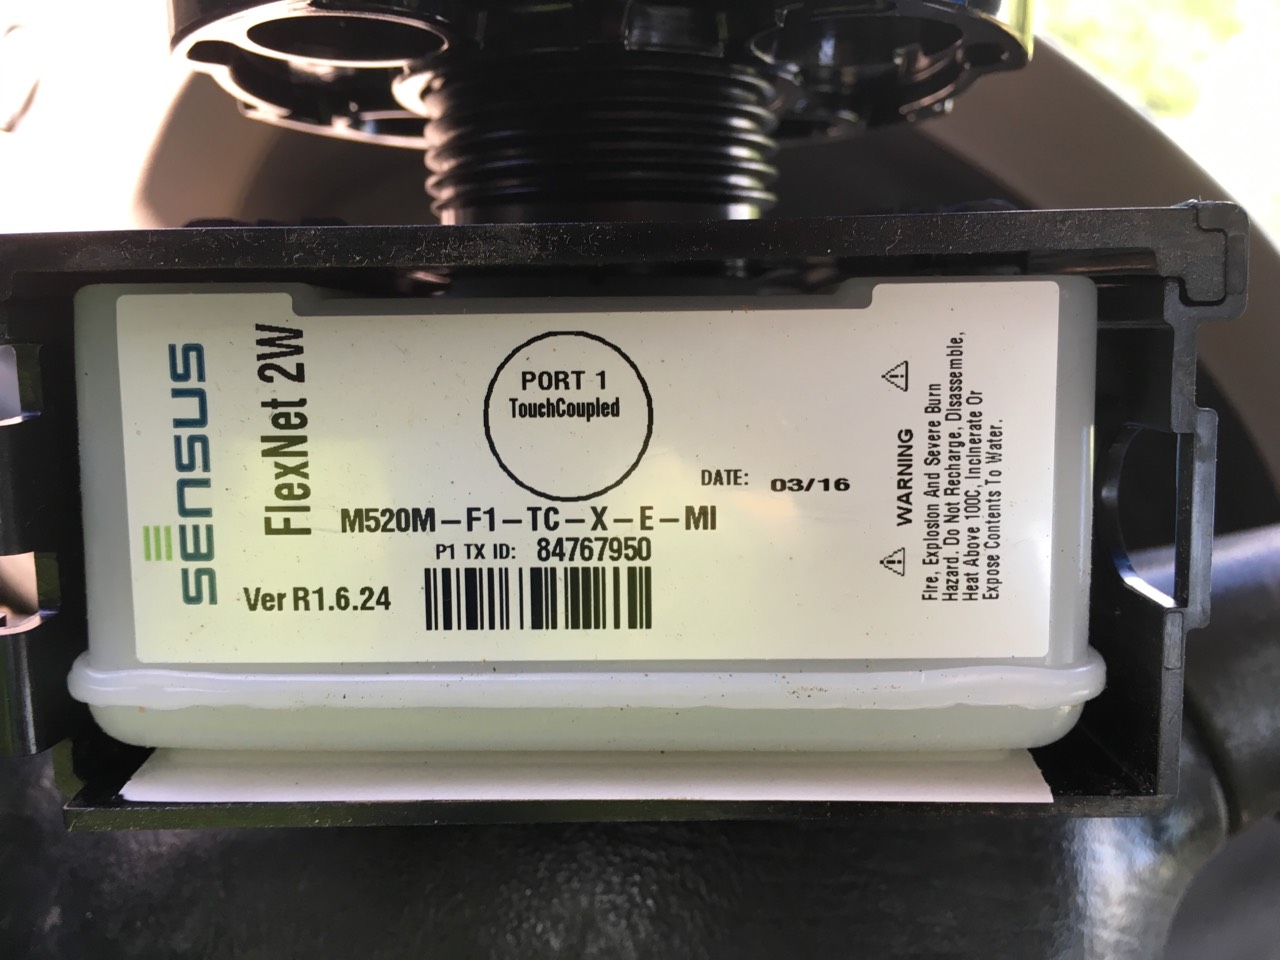 SENSUS
FlexNet 2W
PORT 1
TouchCoupled
DATE: 03/16
M520M-F1-TC-X-E-MI
P1 TX ID: 84767950
Ver R1.6.24
WARNING
Fire, Explosion And Severe Burn
Hazard. Do Not Recharge, Disassemble,
Heat Above 100C, Incinerate Or
Expose Contents To Water.